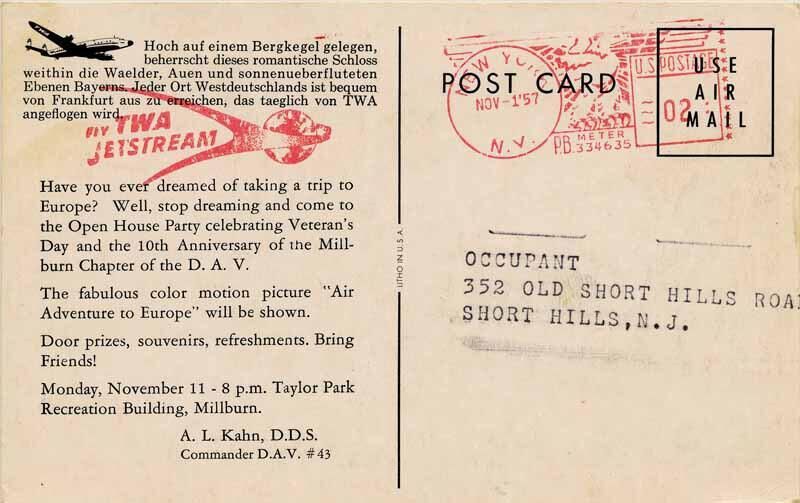 Hoch auf einem Bergkegel gelegen,
beherrscht dieses romantische Schloss
weithin die Waelder, Auen und sonnenueberfluteten
Ebenen Bayerns. Jeder Ort Westdeutschlands ist bequem
von Frankfurt aus zu erreichen, das taeglich von TWA
angeflogen wird.
FLY TWA
JETSTREAM
Have you ever dreamed of taking a trip to
Europe? Well, stop dreaming and come to
the Open House Party celebrating Veteran's
Day and the 10th Anniversary of the Mill-
burn Chapter of the D. A. V.
The fabulous color motion picture "Air
Adventure to Europe" will be shown.
Door prizes, souvenirs, refreshments. Bring
Friends!
Monday, November 11 - 8 p.m. Taylor Park
Recreation Building, Millburn.
A. L. Kahn, D.D.S.
Commander D.A.V. #43
LITHO IN U.S.A.
POST CARD
NEW YORK
NOV-1'57
N.Y.
U.S. POSTAGE
02
METER
P.B. 334635
USE
AIR
MAIL
OCCUPANT
352 OLD SHORT HILLS ROA
SHORT HILLS, N.J.